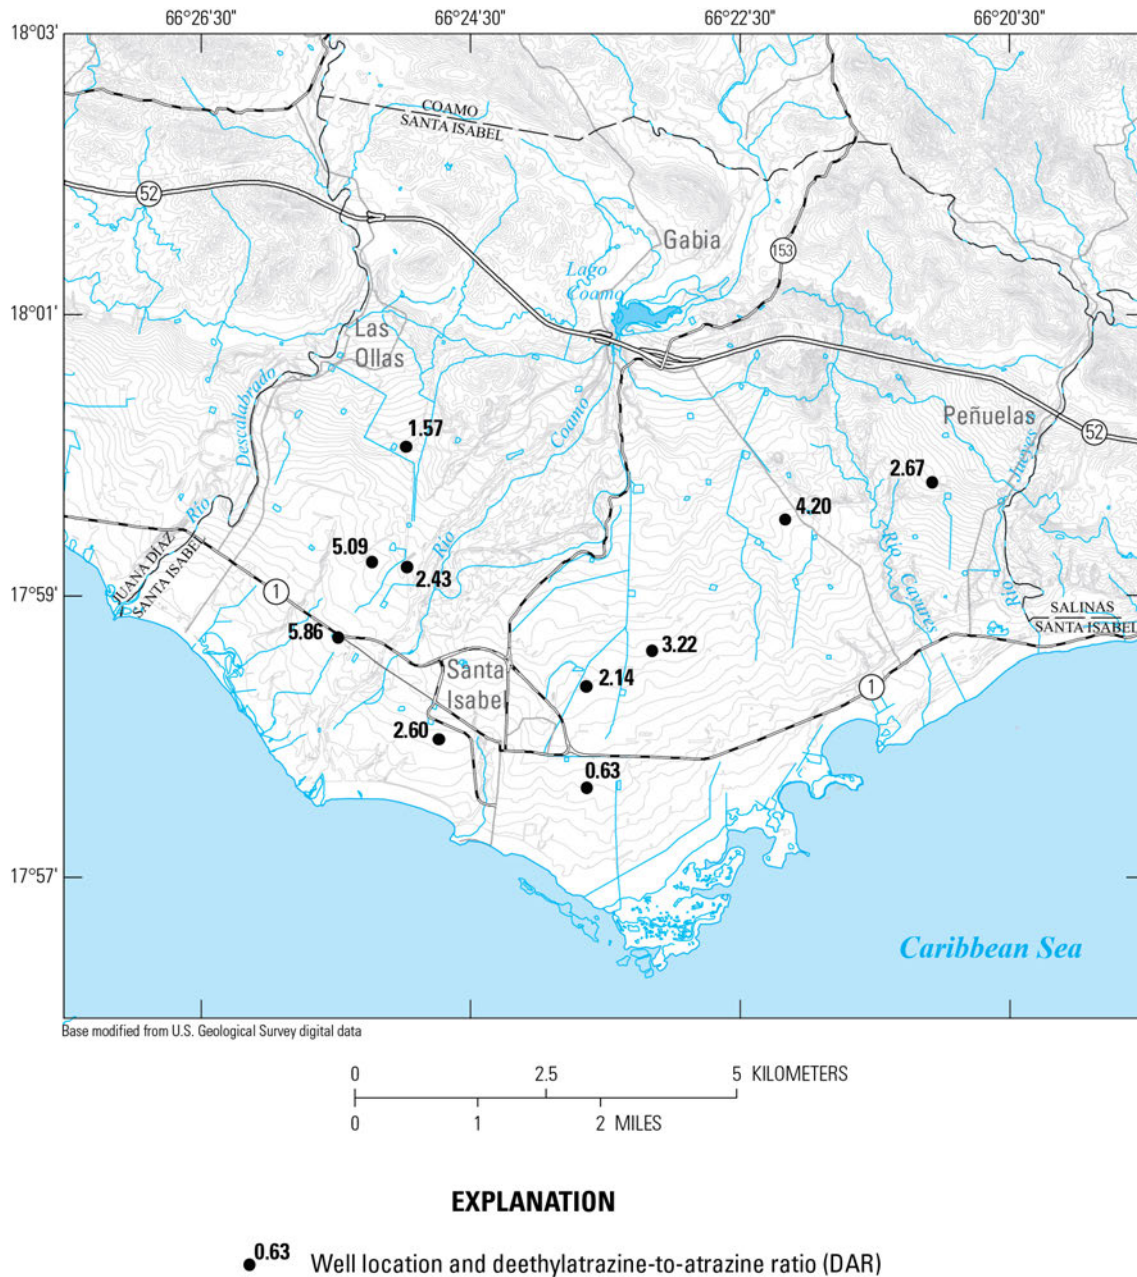 66°26'30" 66°24'30" 66°22'30" 66°20'30"
18°03'
COAMO
SANTA ISABEL
52
Gabia
153
Lago
Coamo
18°01'
Las
Ollas
Descalabrado
Coamo
Peñuelas
52
1.57
Jueyes
2.67
4.20
Río
JUANA DÍAZ
SANTA ISABEL
5.09
2.43
Río
Río
Cayures
Río
17°59'
1
SALINAS
SANTA ISABEL
5.86
3.22
Santa
Isabel
2.14
1
2.60
0.63
17°57'
Caribbean Sea
Base modified from U.S. Geological Survey digital data
0 2.5 5 KILOMETERS
0 1 2 MILES
EXPLANATION
0.63 Well location and deethylatrazine-to-atrazine ratio (DAR)